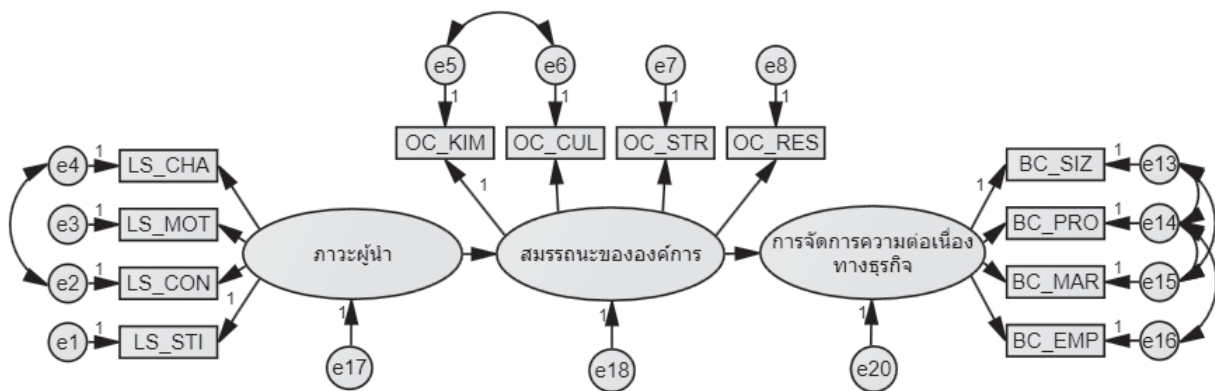 e5
e6
e7
e8
1
1
1
1
OC_KIM
OC_CUL
OC_STR
OC_RES
1
e4
1
LS_CHA
e3
1
LS_MOT
e2
1
LS_CON
1
e1
1
LS_STI
ภาวะผู้นำ
1
e17
สมรรถนะขององค์การ
1
e18
การจัดการความต่อเนื่อง
ทางธุรกิจ
1
e20
1
BC_SIZ
1
e13
BC_PRO
1
e14
BC_MAR
1
e15
BC_EMP
1
e16